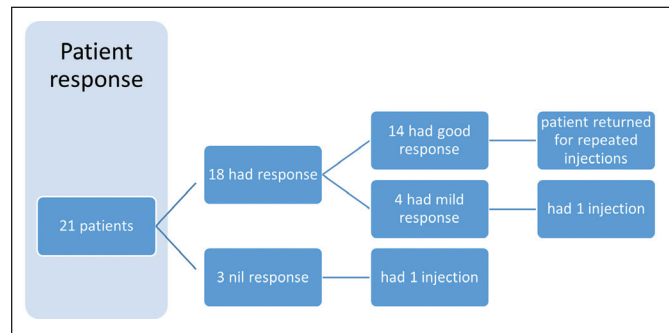 Patient
response
21 patients
18 had response
3 nil response
14 had good
response
4 had mild
response
had 1 injection
patient returned
for repeated
injections
had 1 injection